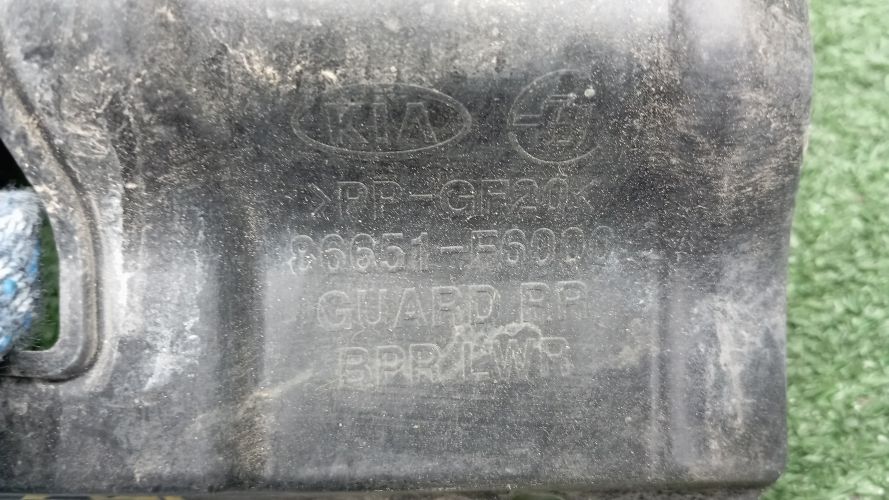 KIA
>PP-GF20<
86651-F6000
GUARD RR
BPR LWR